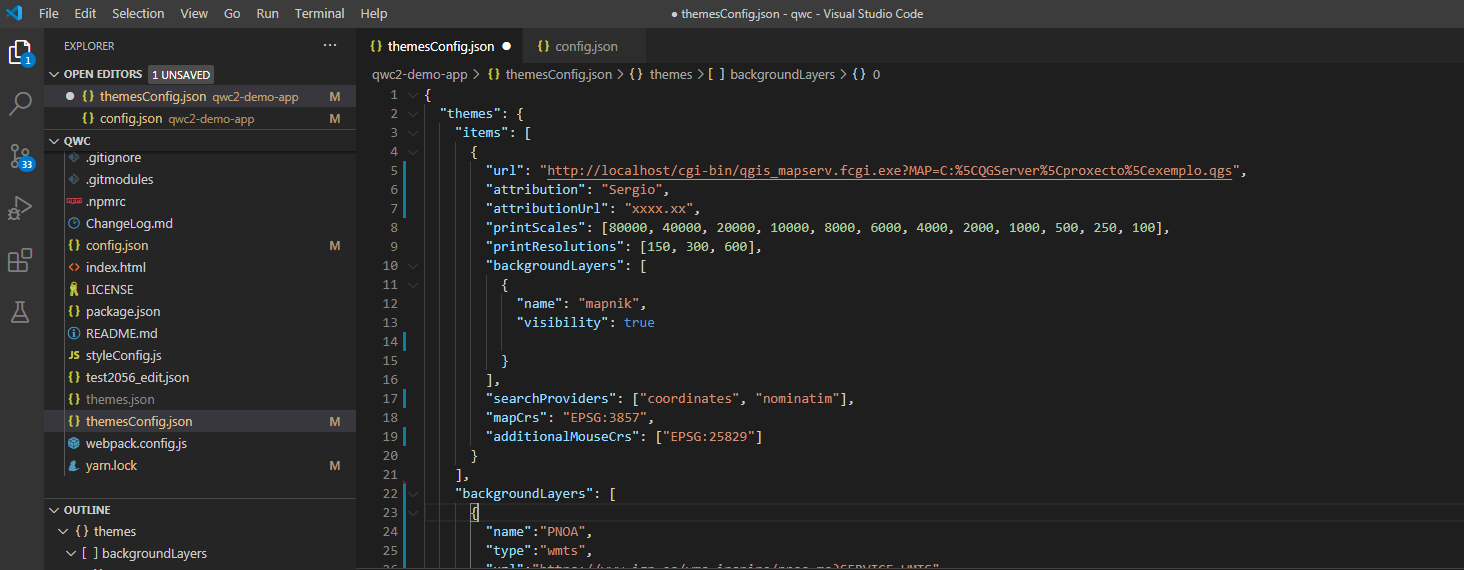 File Edit Selection View Go Run Terminal Help
● themesConfig.json - qwc - Visual Studio Code
1
33
EXPLORER ...
OPEN EDITORS 1 UNSAVED
● {} themesConfig.json qwc2-demo-app M
{} config.json qwc2-demo-app M
QWC
.gitignore
.gitmodules
.npmrc
ChangeLog.md
{} config.json M
<> index.html
LICENSE
{} package.json
README.md
JS styleConfig.js
{} test2056_edit.json
{} themes.json
{} themesConfig.json M
webpack.config.js
yarn.lock M
OUTLINE
{} themes
[ ] backgroundLayers
{} themesConfig.json ●
{} config.json
qwc2-demo-app > {} themesConfig.json > {} themes > [ ] backgroundLayers > {} 0
1 {
2 "themes": {
3 "items": [
4 {
5 "url": "http://localhost/cgi-bin/qgis_mapserv.fcgi.exe?MAP=C:%5CQGServer%5Cproxecto%5Cexemplo.qgs",
6 "attribution": "Sergio",
7 "attributionUrl": "xxxx.xx",
8 "printScales": [80000, 40000, 20000, 10000, 8000, 6000, 4000, 2000, 1000, 500, 250, 100],
9 "printResolutions": [150, 300, 600],
10 "backgroundLayers": [
11 {
12 "name": "mapnik",
13 "visibility": true
14
15 }
16 ],
17 "searchProviders": ["coordinates", "nominatim"],
18 "mapCrs": "EPSG:3857",
19 "additionalMouseCrs": ["EPSG:25829"]
20 }
21 ],
22 "backgroundLayers": [
23 {
24 "name":"PNOA",
25 "type":"wmts",